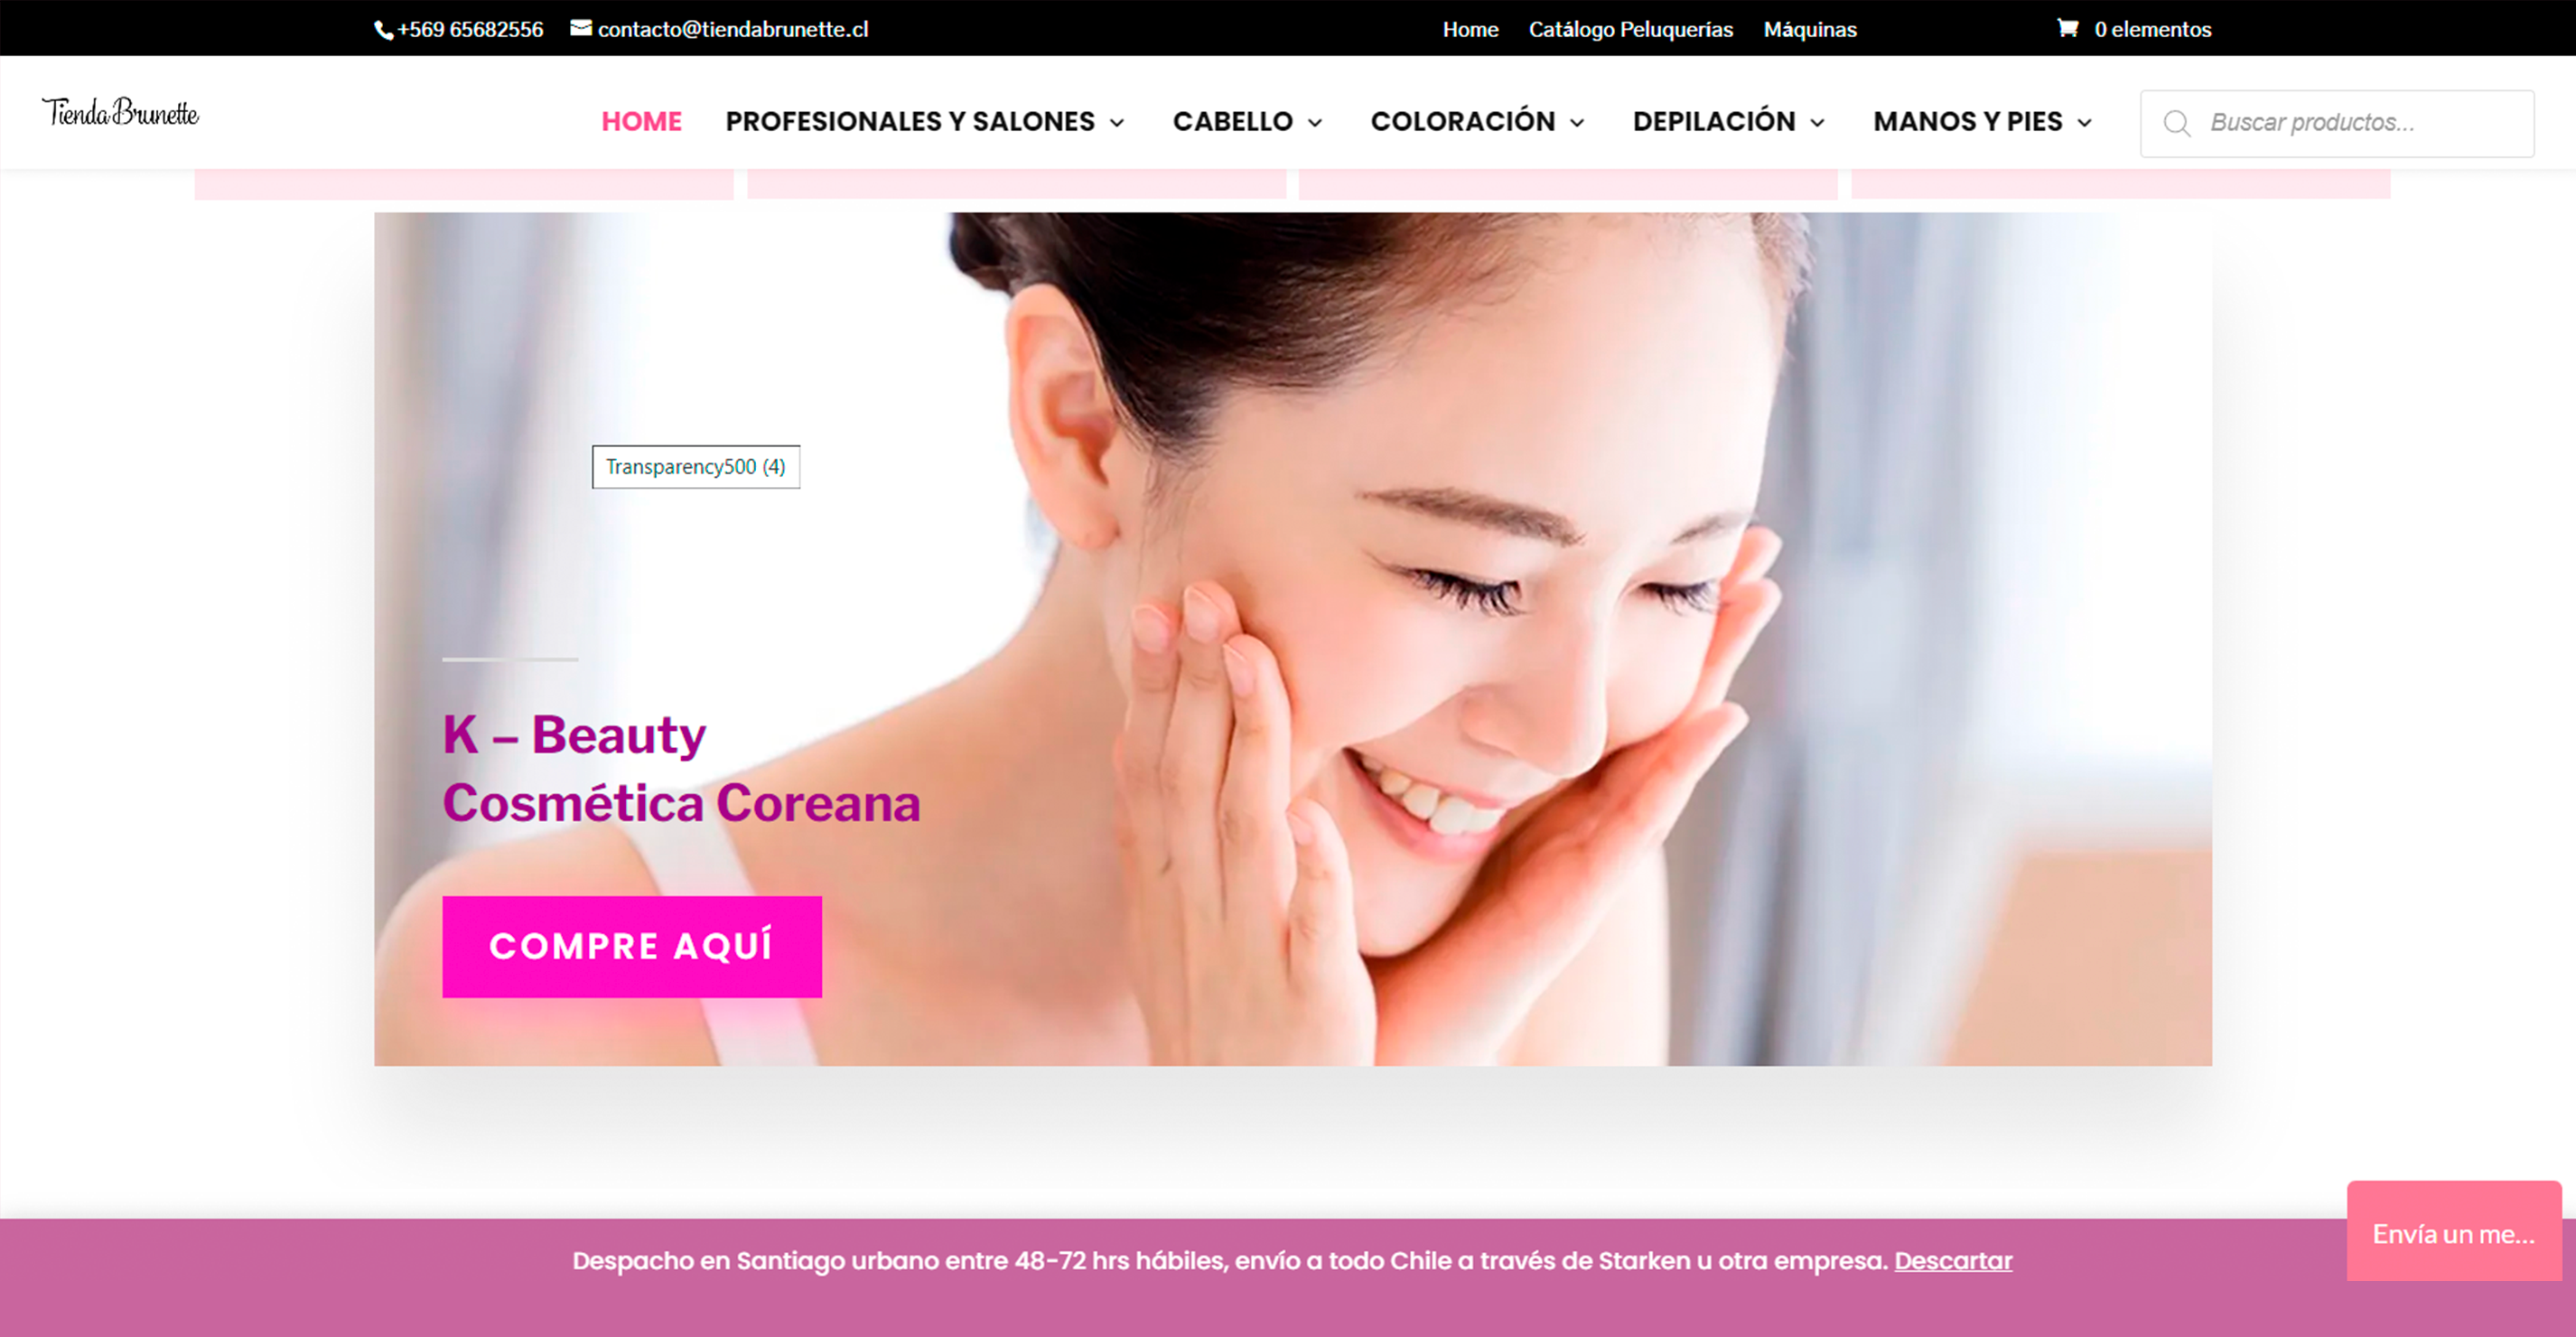 +569 65682556 contacto@tiendabrunette.cl Home Catálogo Peluquerías Máquinas 0 elementos
Tienda Brunette HOME PROFESIONALES Y SALONES CABELLO COLORACIÓN DEPILACIÓN MANOS Y PIES Buscar productos...
Transparency500 (4)
K – Beauty
Cosmética Coreana
COMPRE AQUÍ
Envía un me...
Despacho en Santiago urbano entre 48-72 hrs hábiles, envío a todo Chile a través de Starken u otra empresa. Descartar